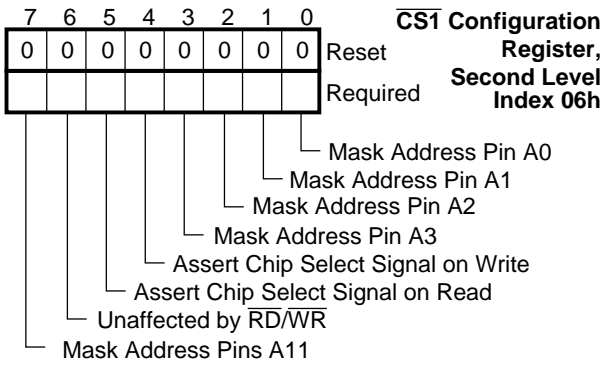 7 6 5 4 3 2 1 0
C̅S̅1̅ Configuration
Register,
Second Level
Index 06h
0 0 0 0 0 0 0 0 Reset
Required
Mask Address Pin A0
Mask Address Pin A1
Mask Address Pin A2
Mask Address Pin A3
Assert Chip Select Signal on Write
Assert Chip Select Signal on Read
Unaffected by R̅D̅/W̅R̅
Mask Address Pins A11